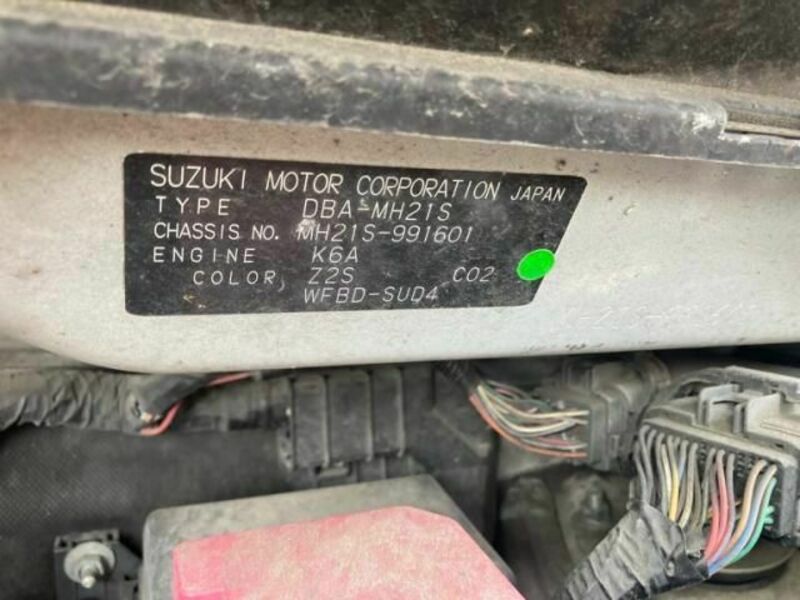 SUZUKI MOTOR CORPORATION JAPAN
TYPE DBA-MH21S
CHASSIS NO. MH21S-991601
ENGINE K6A
COLOR, Z2S C02
WFBD-SUD4